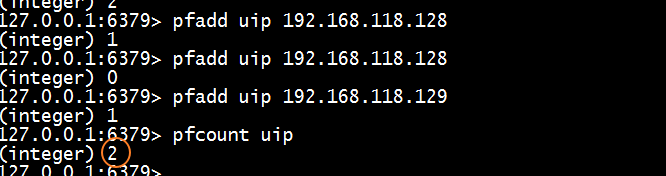 (integer) 2
127.0.0.1:6379> pfadd uip 192.168.118.128
(integer) 1
127.0.0.1:6379> pfadd uip 192.168.118.128
(integer) 0
127.0.0.1:6379> pfadd uip 192.168.118.129
(integer) 1
127.0.0.1:6379> pfcount uip
(integer) 2
127.0.0.1:6379>